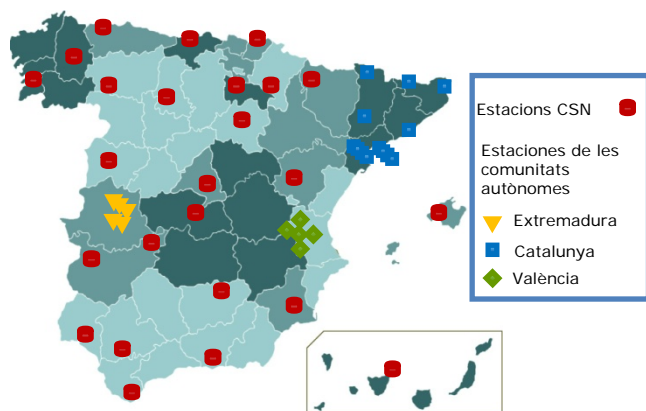 Estacions CSN
Estaciones de les
comunitats
autònomes
Extremadura
Catalunya
València